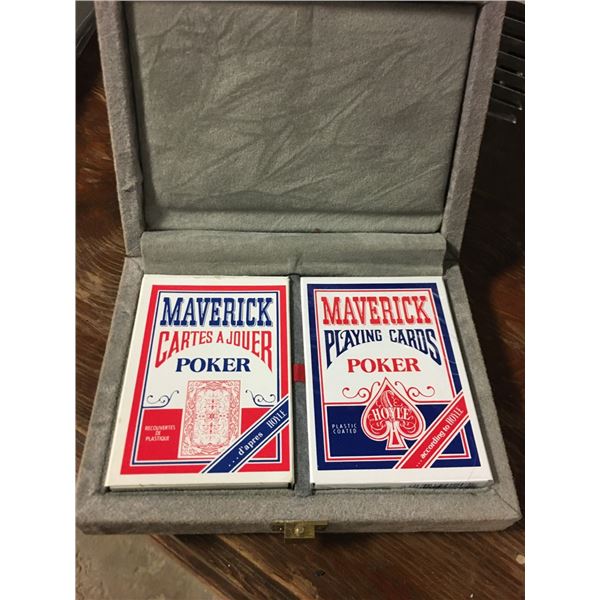 MAVERICK
CARTES A JOUER
POKER
RECOUVERTES
DE
PLASTIQUE
... d'après HOYLE
MAVERICK
PLAYING CARDS
POKER
HOYLE
PLASTIC
COATED
... according to HOYLE